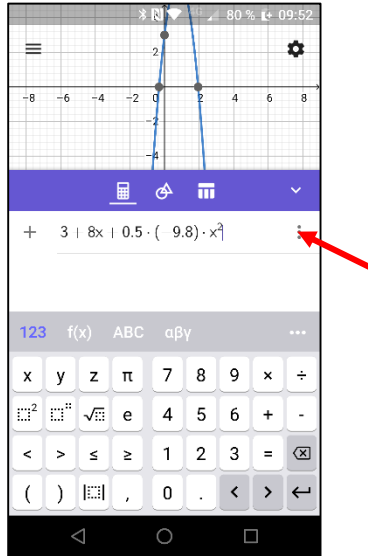 80 % 09:52
2
-8 -6 -4 -2 0 2 4 6 8
-2
-4
+ 3 + 8x + 0.5 · (-9.8) · x²
123 f(x) ABC αβγ ...
x y z π 7 8 9 × ÷
² √ e 4 5 6 + -
< > ≤ ≥ 1 2 3 =
( ) | | , 0 . < >